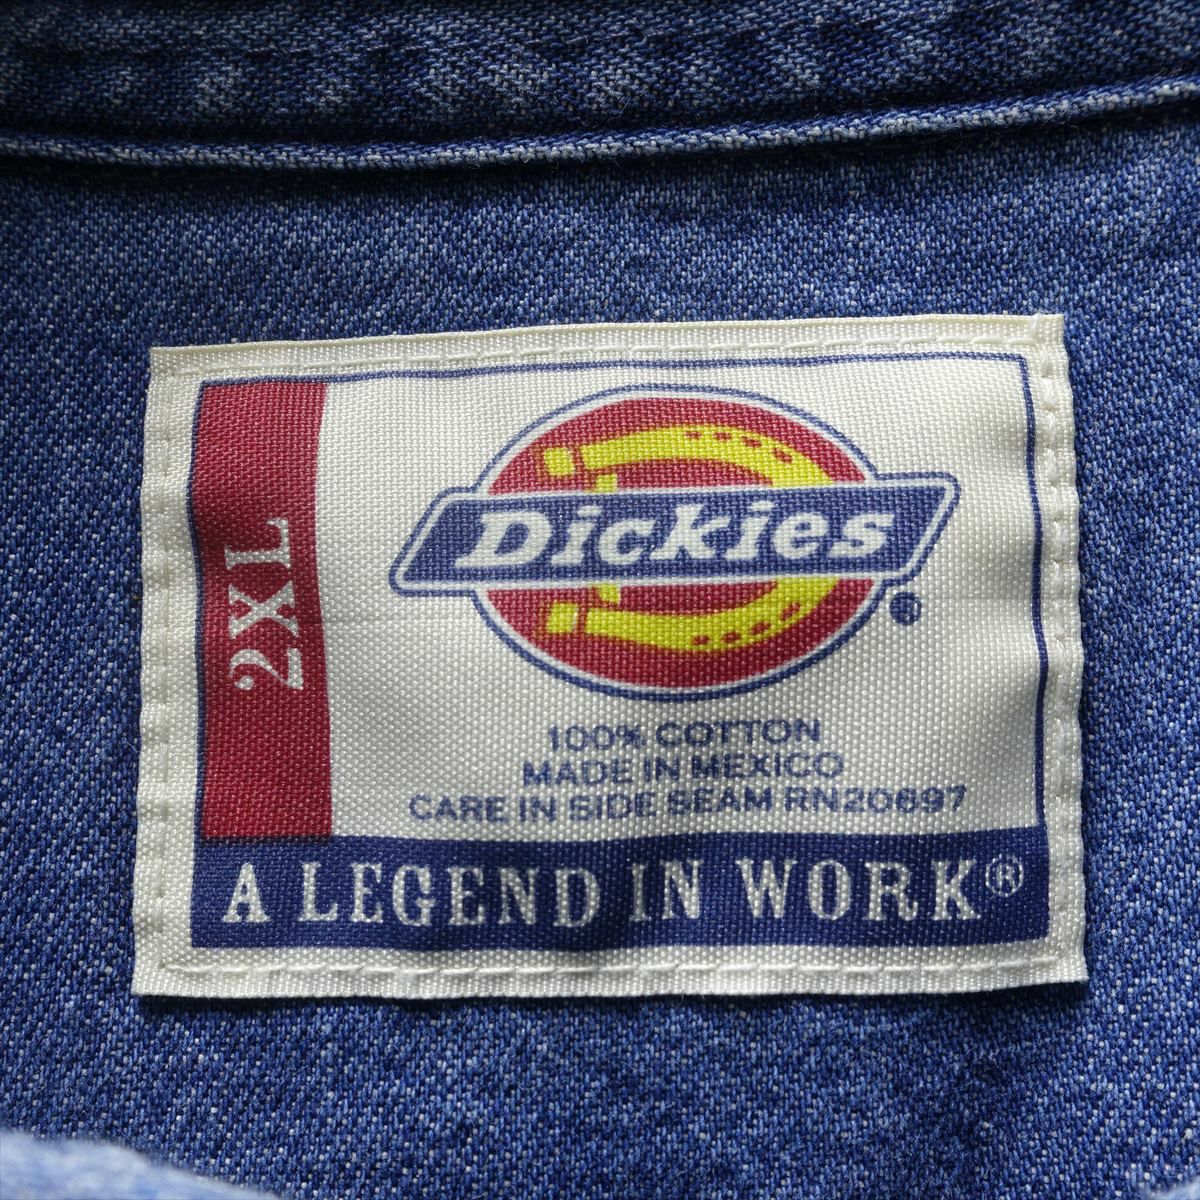 2XL
Dickies®
100% COTTON
MADE IN MEXICO
CARE IN SIDE SEAM RN20697
A LEGEND IN WORK®